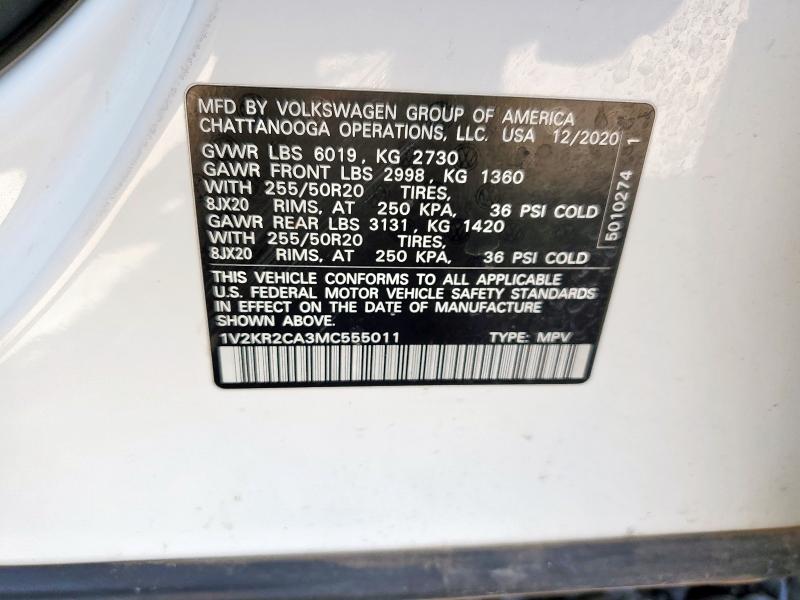 MFD BY VOLKSWAGEN GROUP OF AMERICA
CHATTANOOGA OPERATIONS, LLC. USA 12/2020
GVWR LBS 6019, KG 2730
GAWR FRONT LBS 2998, KG 1360
WITH 255/50R20 TIRES,
8JX20 RIMS, AT 250 KPA, 36 PSI COLD
GAWR REAR LBS 3131, KG 1420
WITH 255/50R20 TIRES,
8JX20 RIMS, AT 250 KPA, 36 PSI COLD
THIS VEHICLE CONFORMS TO ALL APPLICABLE
U.S. FEDERAL MOTOR VEHICLE SAFETY STANDARDS
IN EFFECT ON THE DATE OF MANUFACTURE
SHOWN ABOVE
1V2KR2CA3MC555011 TYPE: MPV
5010274 1